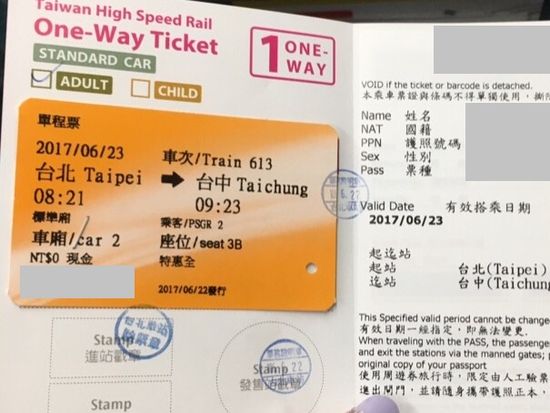 Taiwan High Speed Rail
One-Way Ticket
1 ONE-WAY
STANDARD CAR
ADULT CHILD
單程票
2017/06/23 車次/Train 613
台北 Taipei → 台中 Taichung
08:21 09:23
標準廂 乘客/PSGR 2
車廂/car 2 座位/seat 3B
NT$0 現金 特惠全
2017/06/22發行
Stamp
進站戳章
Stamp
發售站戳章
Stamp
VOID if the ticket or barcode is detached.
本乘車票證與條碼不得單獨使用,撕
Name 姓名
NAT 國籍
PPN 護照號碼
Sex 性別
Pass 票種
Valid Date 有效搭乘日期
2017/06/23
起迄站
起站 台北(Taipei)
迄站 台中(Taichung
This Specified valid period cannot be change
有效日期一經指定,即無法變更.
When traveling with the PASS, the passenge
and exit the stations via the manned gates;
original copy of your passport
使用周遊券旅行時,限定由人工驗票
進出閘門,並請隨身攜帶護照正本,